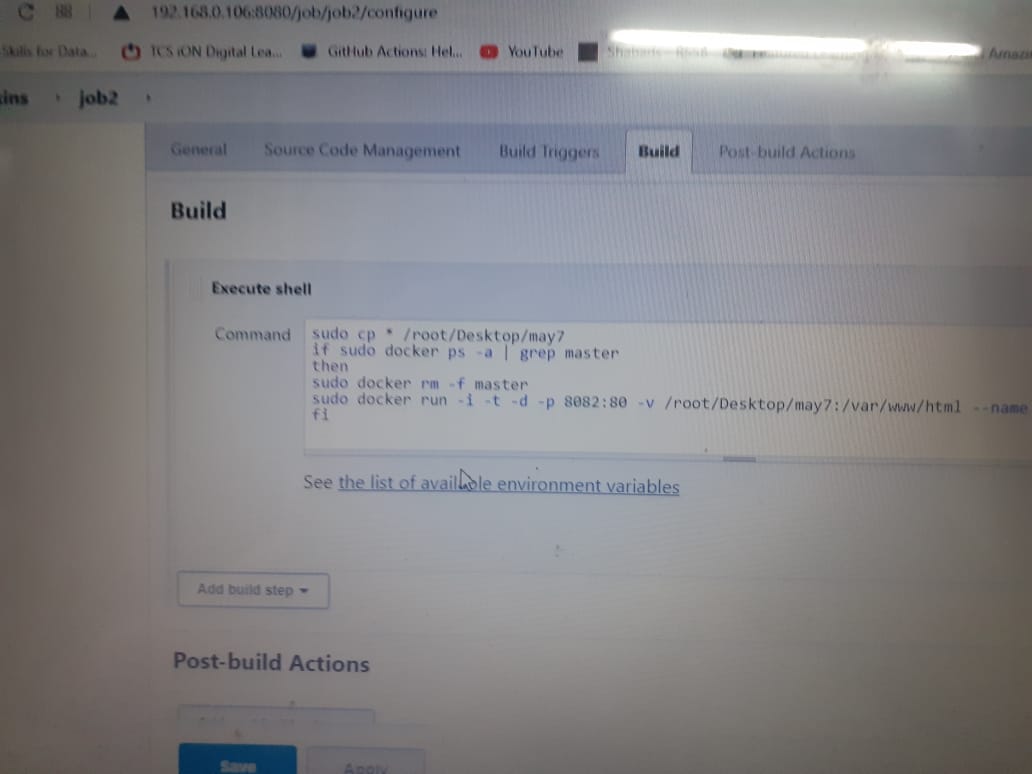 192.168.0.106:8080/job/job2/configure
Skills for Data... TCS iON Digital Lea... GitHub Actions: Hel... YouTube
job2
General Source Code Management Build Triggers Build Post-build Actions
Build
Execute shell
Command
sudo cp * /root/Desktop/may7
if sudo docker ps -a | grep master
then
sudo docker rm -f master
sudo docker run -i -t -d -p 8082:80 -v /root/Desktop/may7:/var/www/html --name
fi
See the list of available environment variables
Add build step
Post-build Actions
Save Apply